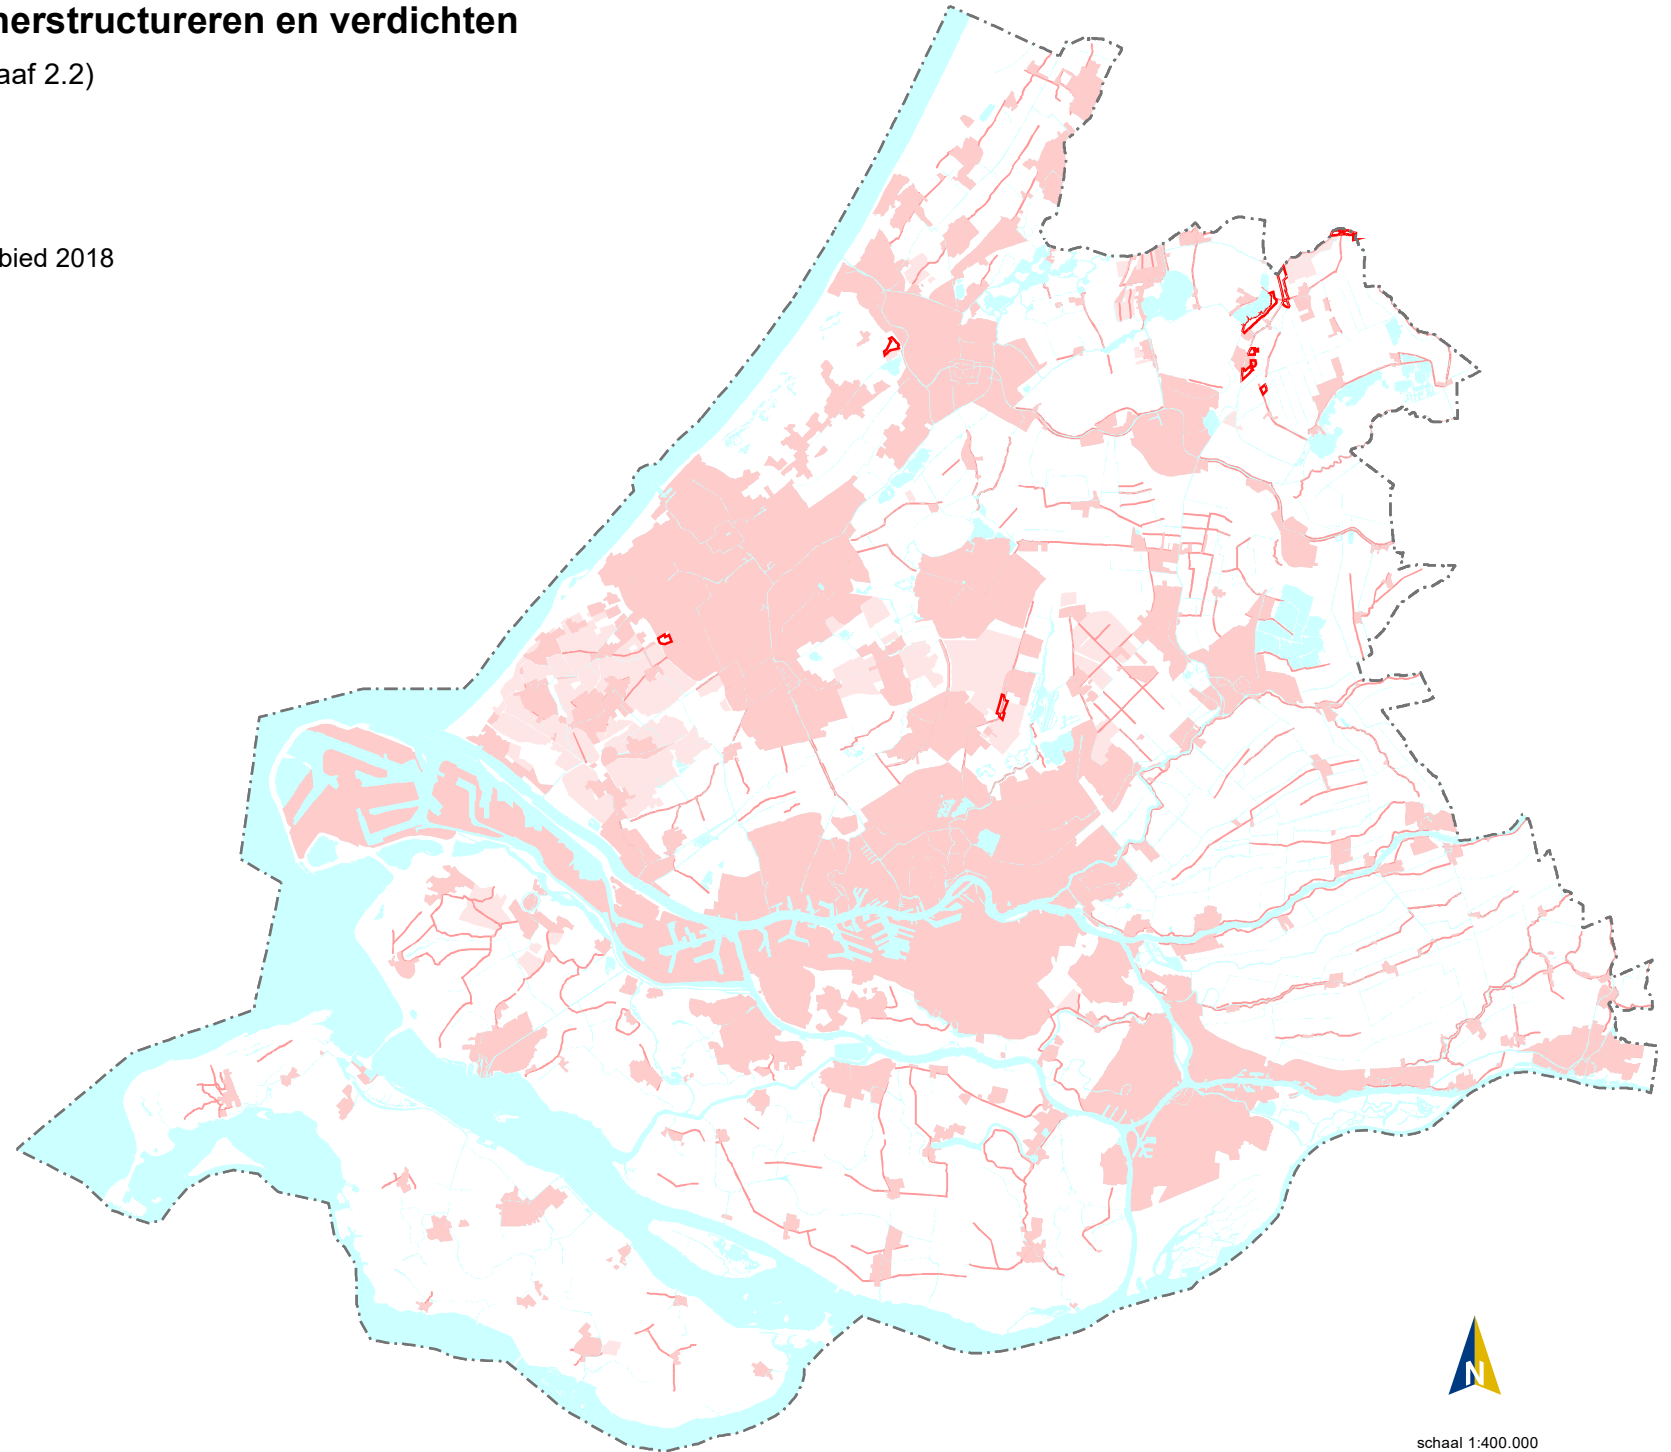 herstructureren en verdichten
aaf 2.2)
bied 2018
N
schaal 1:400.000